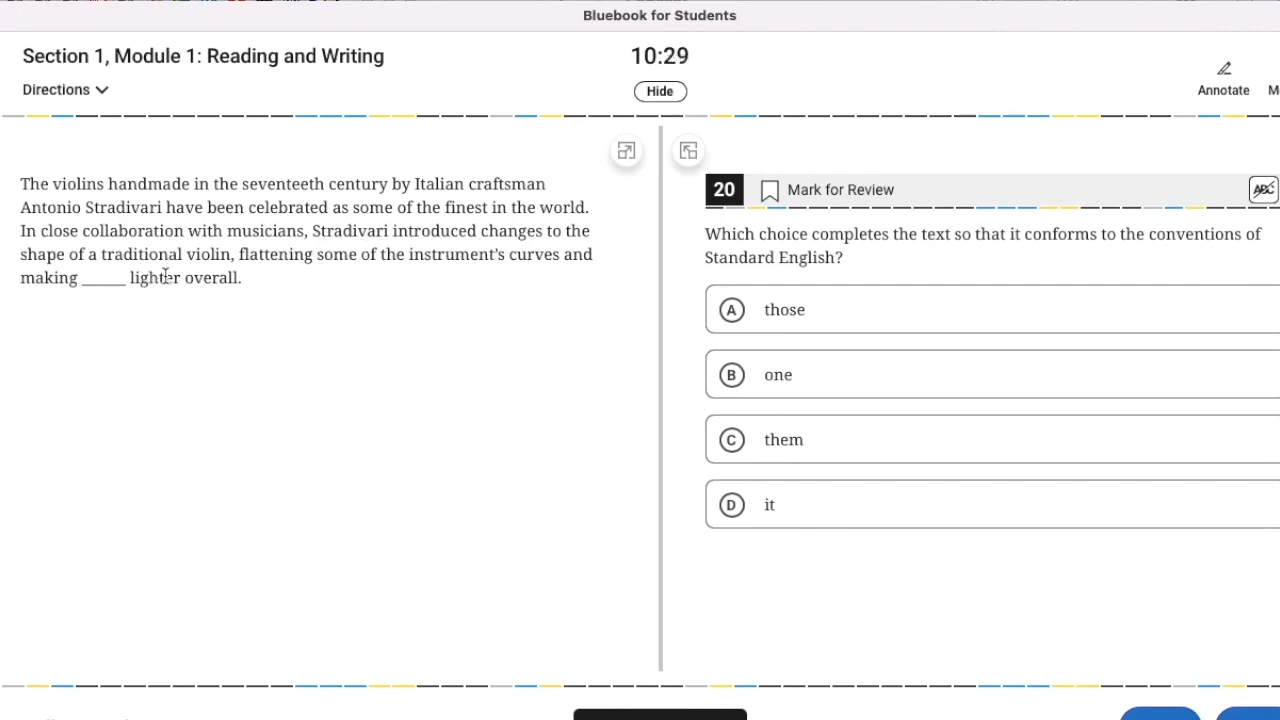 Bluebook for Students
Section 1, Module 1: Reading and Writing
10:29
Directions
Hide
Annotate
The violins handmade in the seventeeth century by Italian craftsman
Antonio Stradivari have been celebrated as some of the finest in the world.
In close collaboration with musicians, Stradivari introduced changes to the
shape of a traditional violin, flattening some of the instrument's curves and
making ______ lighter overall.
20
Mark for Review
ABC
Which choice completes the text so that it conforms to the conventions of
Standard English?
A those
B one
C them
D it